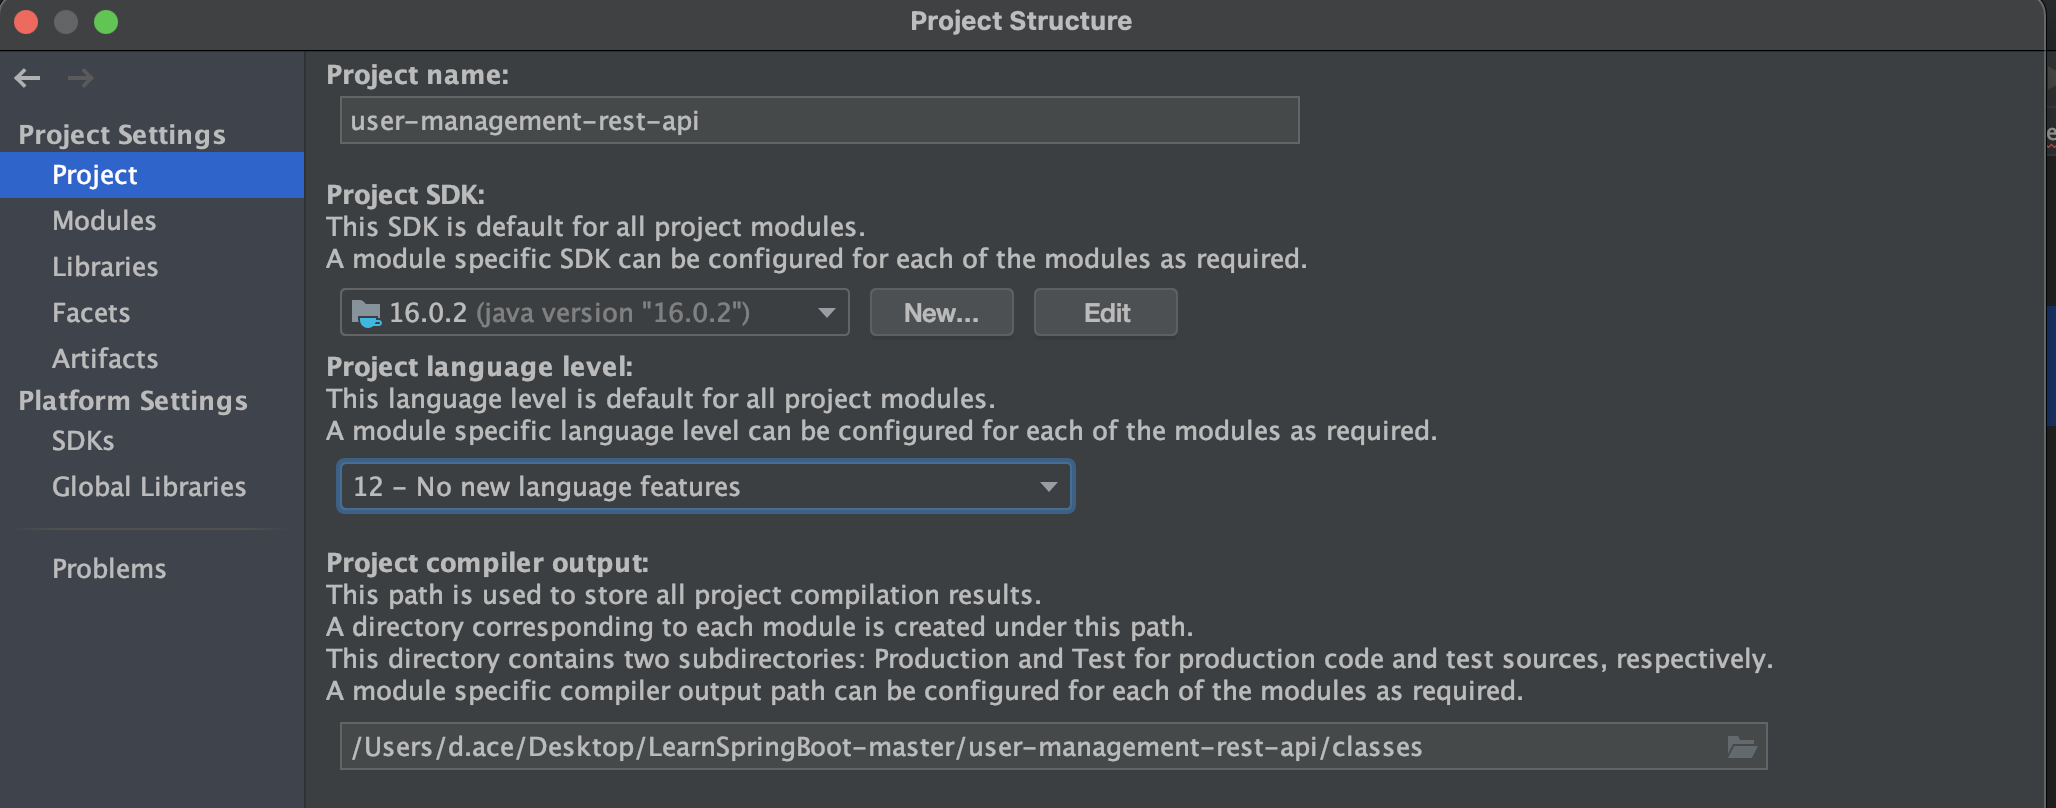 Project Structure
Project Settings
Project
Modules
Libraries
Facets
Artifacts
Platform Settings
SDKs
Global Libraries
Problems
Project name:
user-management-rest-api
Project SDK:
This SDK is default for all project modules.
A module specific SDK can be configured for each of the modules as required.
16.0.2 (java version "16.0.2")
New...
Edit
Project language level:
This language level is default for all project modules.
A module specific language level can be configured for each of the modules as required.
12 – No new language features
Project compiler output:
This path is used to store all project compilation results.
A directory corresponding to each module is created under this path.
This directory contains two subdirectories: Production and Test for production code and test sources, respectively.
A module specific compiler output path can be configured for each of the modules as required.
/Users/d.ace/Desktop/LearnSpringBoot-master/user-management-rest-api/classes